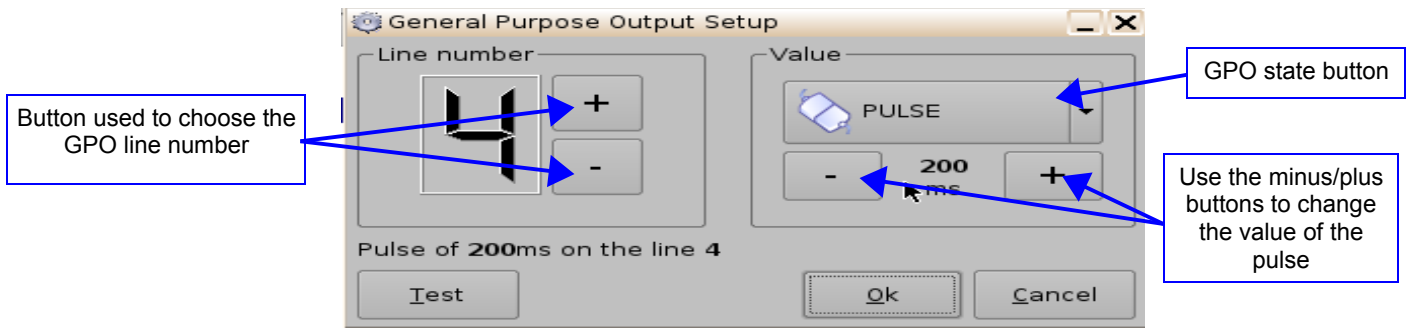 General Purpose Output Setup
Line number
Value
4
+
-
PULSE
-
200
ms
+
Pulse of 200ms on the line 4
Test
Ok
Cancel
Button used to choose the
GPO line number
GPO state button
Use the minus/plus
buttons to change
the value of the
pulse